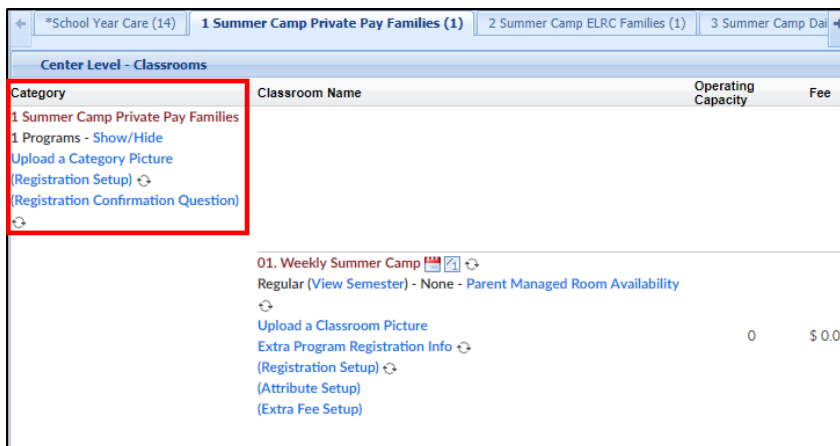 *School Year Care (14) 1 Summer Camp Private Pay Families (1) 2 Summer Camp ELRC Families (1) 3 Summer Camp Dai
Center Level - Classrooms
Category Classroom Name Operating Capacity Fee
1 Summer Camp Private Pay Families
1 Programs - Show/Hide
Upload a Category Picture
(Registration Setup)
(Registration Confirmation Question)
01. Weekly Summer Camp
Regular (View Semester) - None - Parent Managed Room Availability
Upload a Classroom Picture
Extra Program Registration Info
(Registration Setup)
(Attribute Setup)
(Extra Fee Setup)
0 $ 0.0